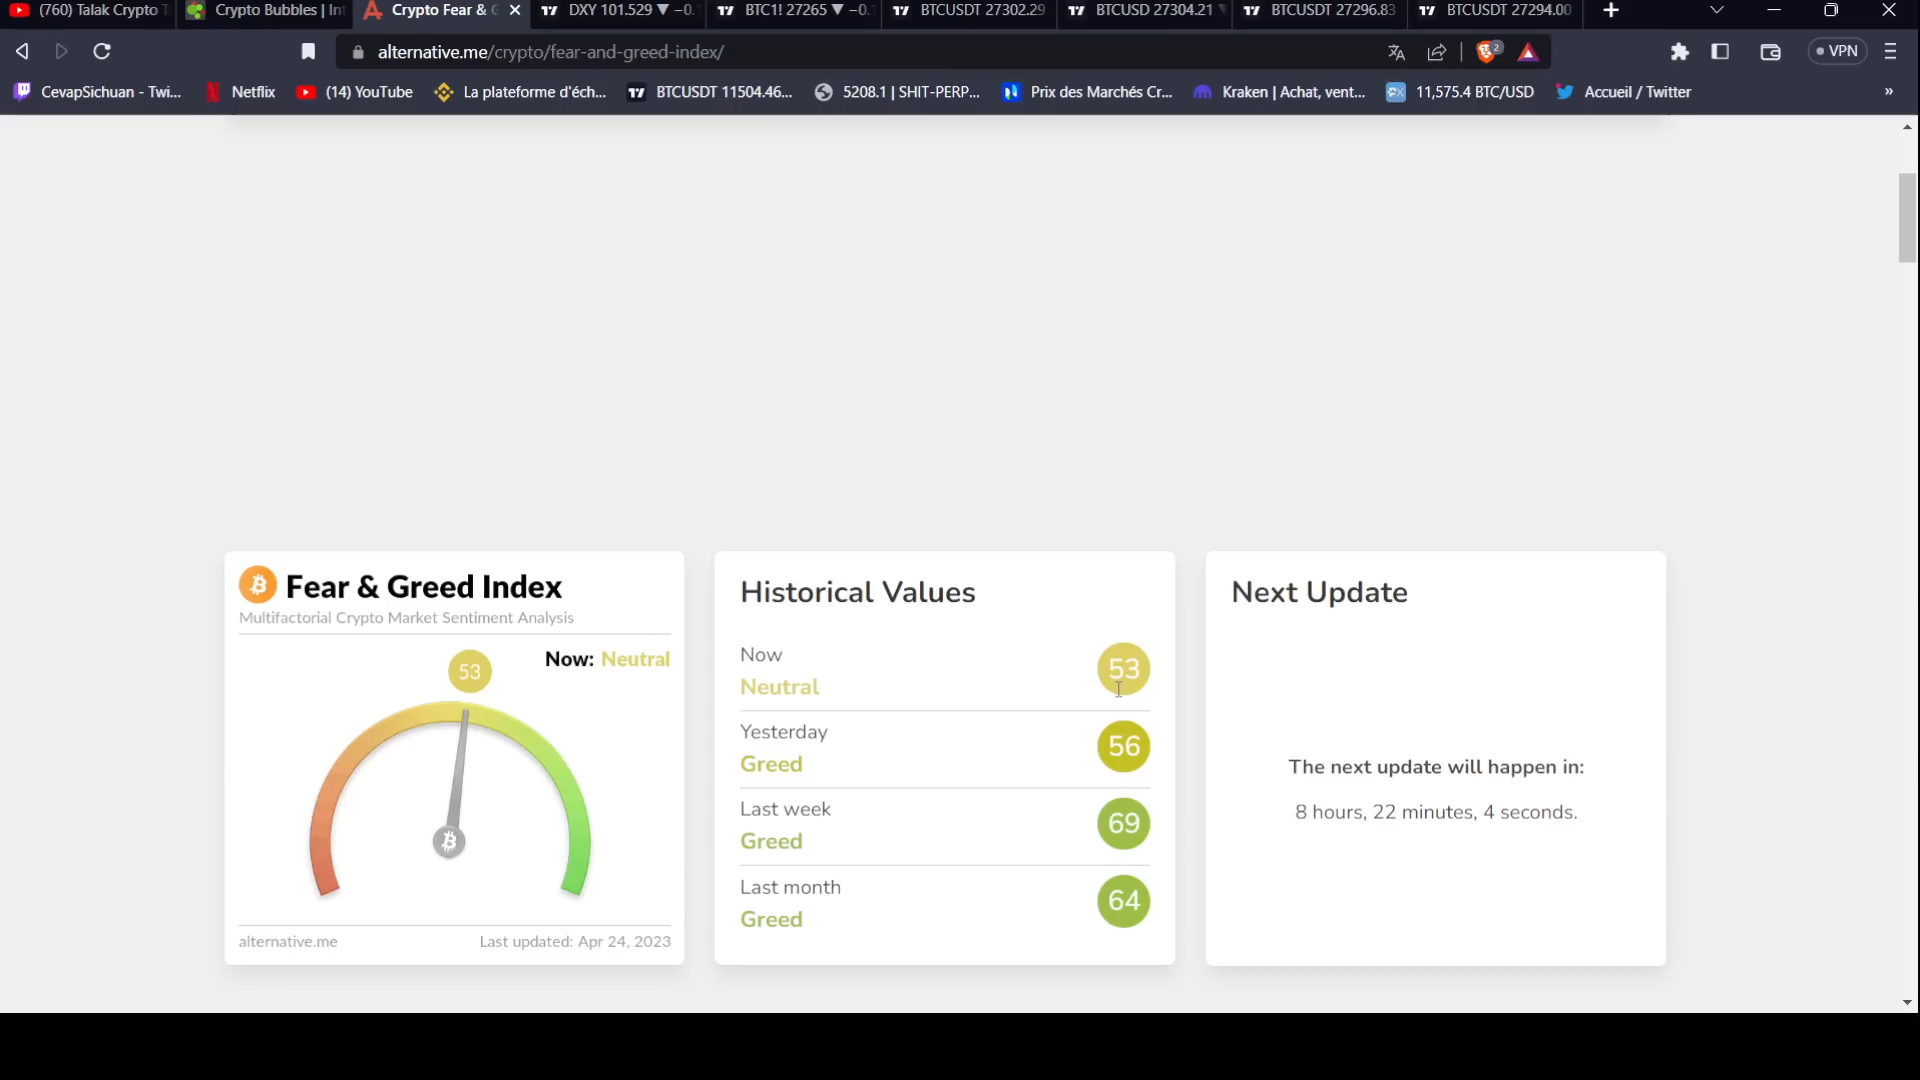 (760) Talak Crypto T
Crypto Bubbles | Int
Crypto Fear & G
DXY 101.529 ▼ −0.
BTC1! 27265 ▼ −0.
BTCUSDT 27302.29
BTCUSD 27304.21
BTCUSDT 27296.83
BTCUSDT 27294.00
alternative.me/crypto/fear-and-greed-index/
2
VPN
CevapSichuan - Twi...
Netflix
(14) YouTube
La plateforme d'éch...
BTCUSDT 11504.46...
5208.1 | SHIT-PERP...
Prix des Marchés Cr...
Kraken | Achat, vent...
11,575.4 BTC/USD
Accueil / Twitter
»
Fear & Greed Index
Multifactorial Crypto Market Sentiment Analysis
Now: Neutral
53
alternative.me
Last updated: Apr 24, 2023
Historical Values
Now
Neutral
53
Yesterday
Greed
56
Last week
Greed
69
Last month
Greed
64
Next Update
The next update will happen in:
8 hours, 22 minutes, 4 seconds.